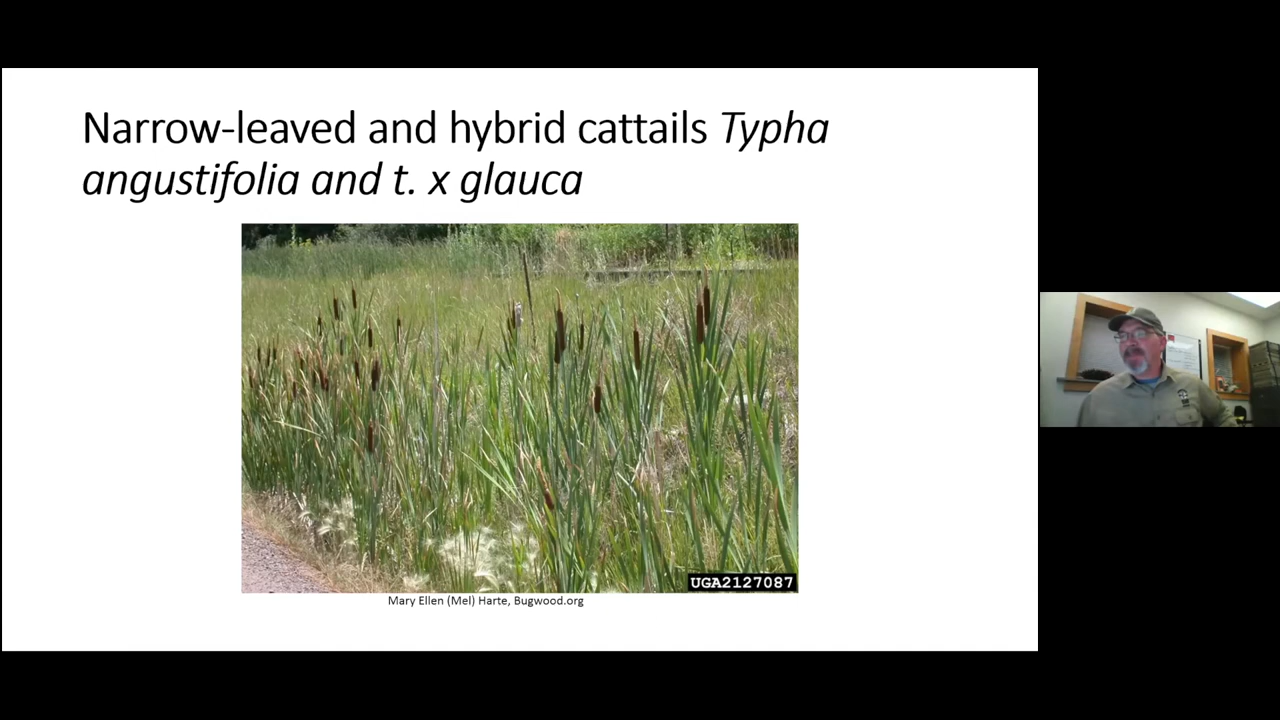 Narrow-leaved and hybrid cattails Typha
angustifolia and t. x glauca
UGA2127087
Mary Ellen (Mel) Harte, Bugwood.org